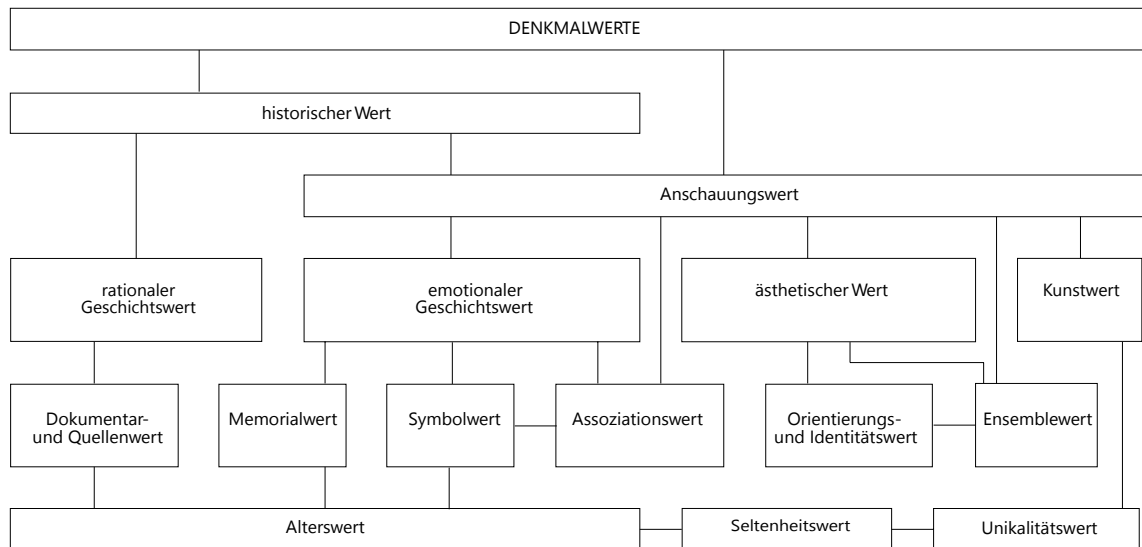 DENKMALWERTE
historischer Wert
Anschauungswert
rationaler
Geschichtswert
emotionaler
Geschichtswert
ästhetischer Wert
Kunstwert
Dokumentar-
und Quellenwert
Memorialwert
Symbolwert
Assoziationswert
Orientierungs-
und Identitätswert
Ensemblewert
Alterswert
Seltenheitswert
Unikalitätswert